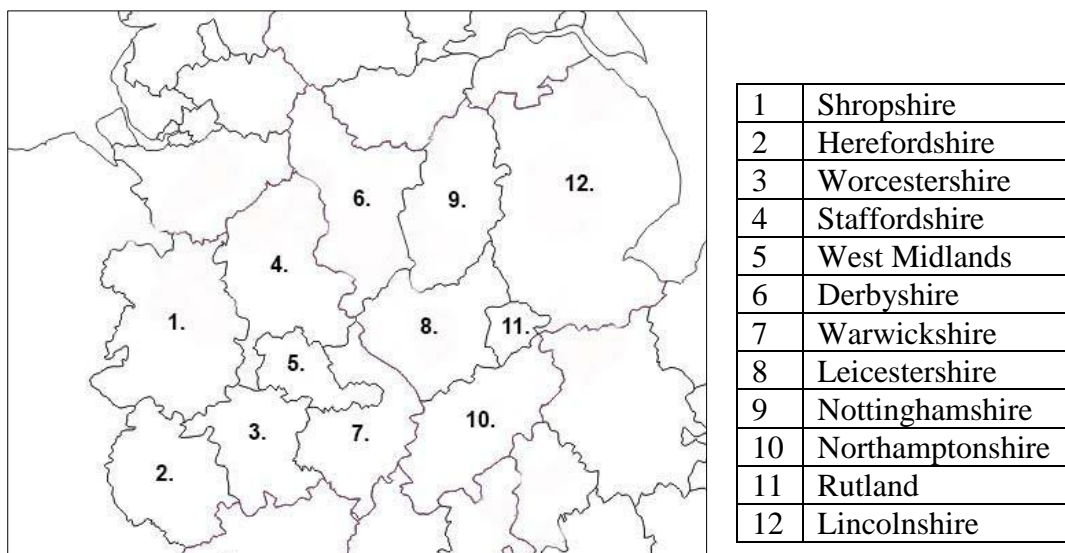 12.
6.
9.
4.
1.
8.
11.
5.
10.
3.
7.
2.
1 Shropshire
2 Herefordshire
3 Worcestershire
4 Staffordshire
5 West Midlands
6 Derbyshire
7 Warwickshire
8 Leicestershire
9 Nottinghamshire
10 Northamptonshire
11 Rutland
12 Lincolnshire